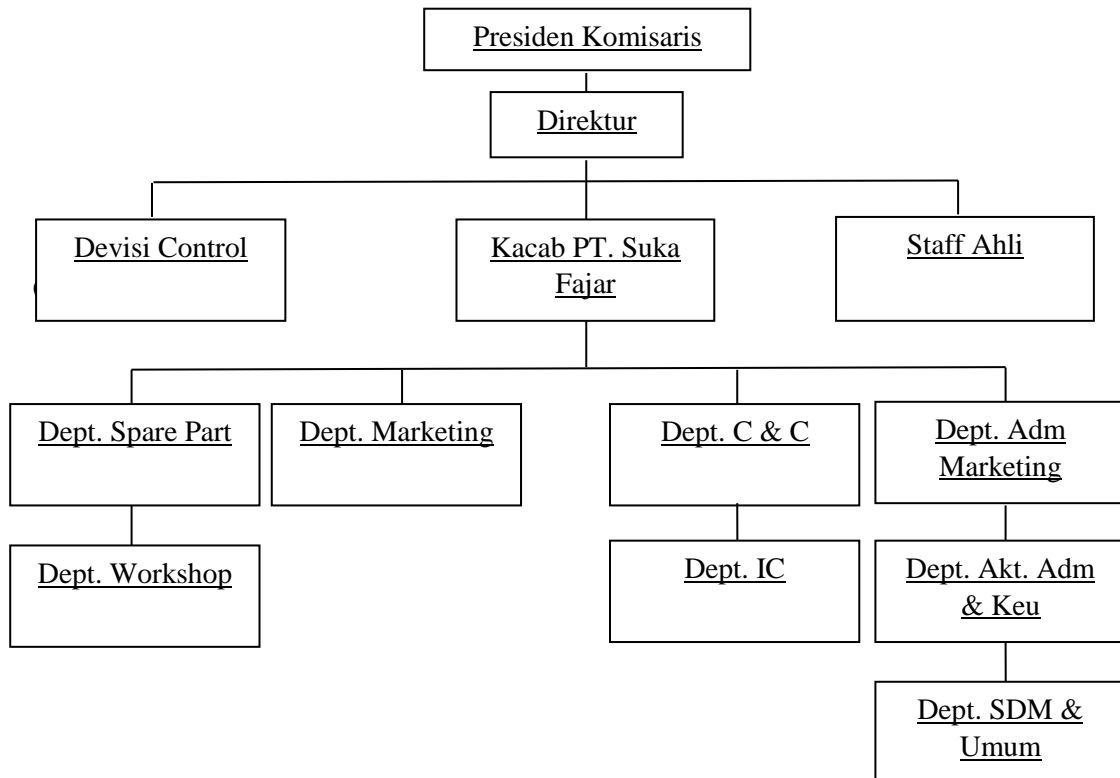 Presiden Komisaris
Direktur
Devisi Control
Kacab PT. Suka
Fajar
Staff Ahli
Dept. Spare Part
Dept. Marketing
Dept. C & C
Dept. Adm
Marketing
Dept. Workshop
Dept. IC
Dept. Akt. Adm
& Keu
Dept. SDM &
Umum